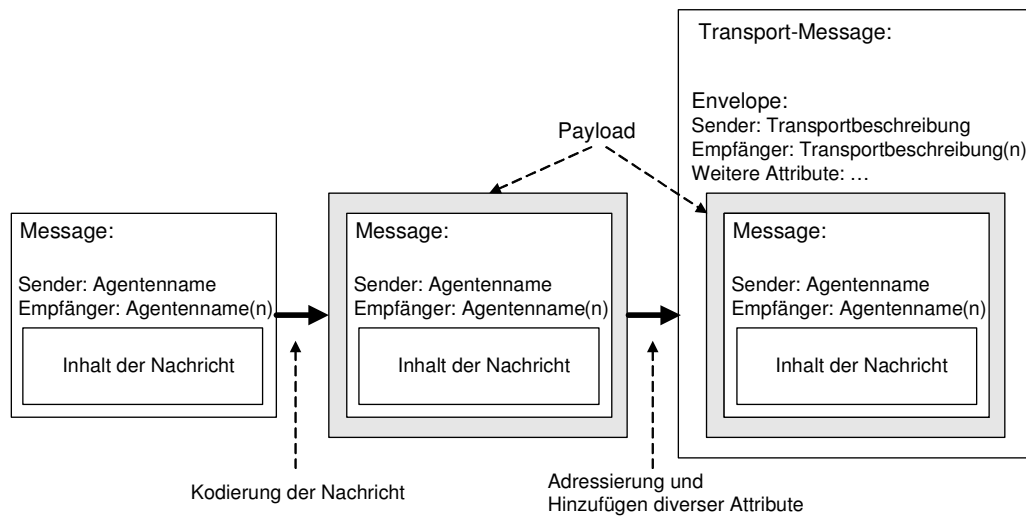 Transport-Message:
Envelope:
Sender: Transportbeschreibung
Empfänger: Transportbeschreibung(n)
Weitere Attribute: …
Payload
Message:
Sender: Agentenname
Empfänger: Agentenname(n)
Inhalt der Nachricht
Message:
Sender: Agentenname
Empfänger: Agentenname(n)
Inhalt der Nachricht
Message:
Sender: Agentenname
Empfänger: Agentenname(n)
Inhalt der Nachricht
Kodierung der Nachricht
Adressierung und
Hinzufügen diverser Attribute